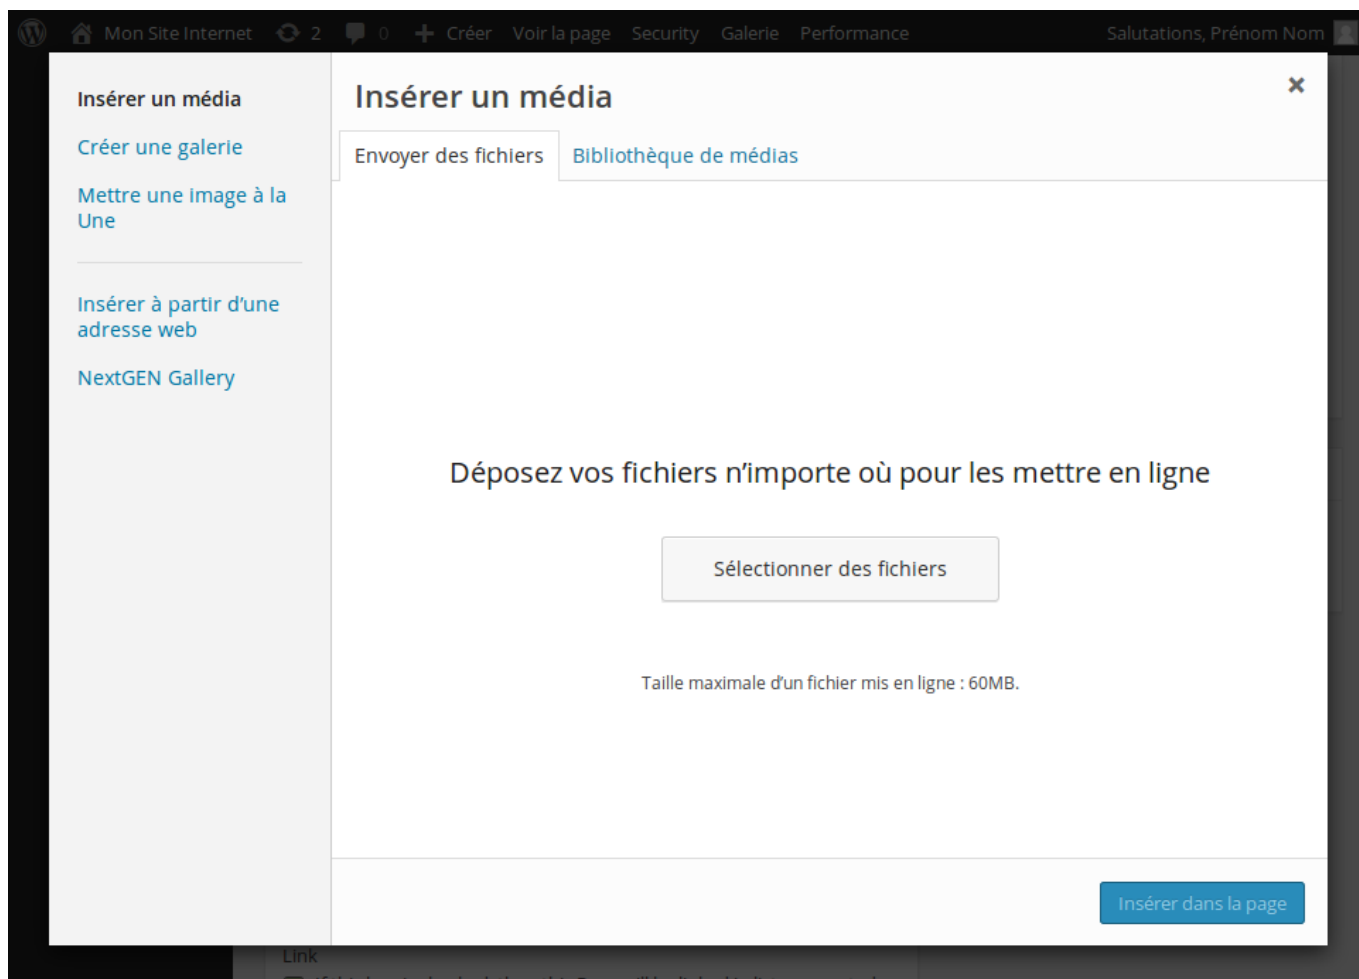 Mon Site Internet 2 0 Créer Voir la page Security Galerie Performance Salutations, Prénom Nom
Insérer un média
Créer une galerie
Mettre une image à la
Une
Insérer à partir d’une
adresse web
NextGEN Gallery
Insérer un média
Envoyer des fichiers Bibliothèque de médias
Déposez vos fichiers n’importe où pour les mettre en ligne
Sélectionner des fichiers
Taille maximale d’un fichier mis en ligne : 60MB.
Insérer dans la page
Link